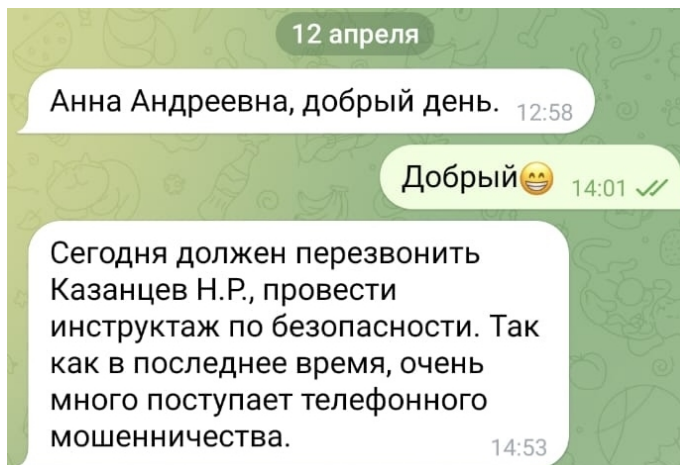 12 апреля
Анна Андреевна, добрый день. 12:58
Добрый😁 14:01
Сегодня должен перезвонить
Казанцев Н.Р., провести
инструктаж по безопасности. Так
как в последнее время, очень
много поступает телефонного
мошенничества. 14:53